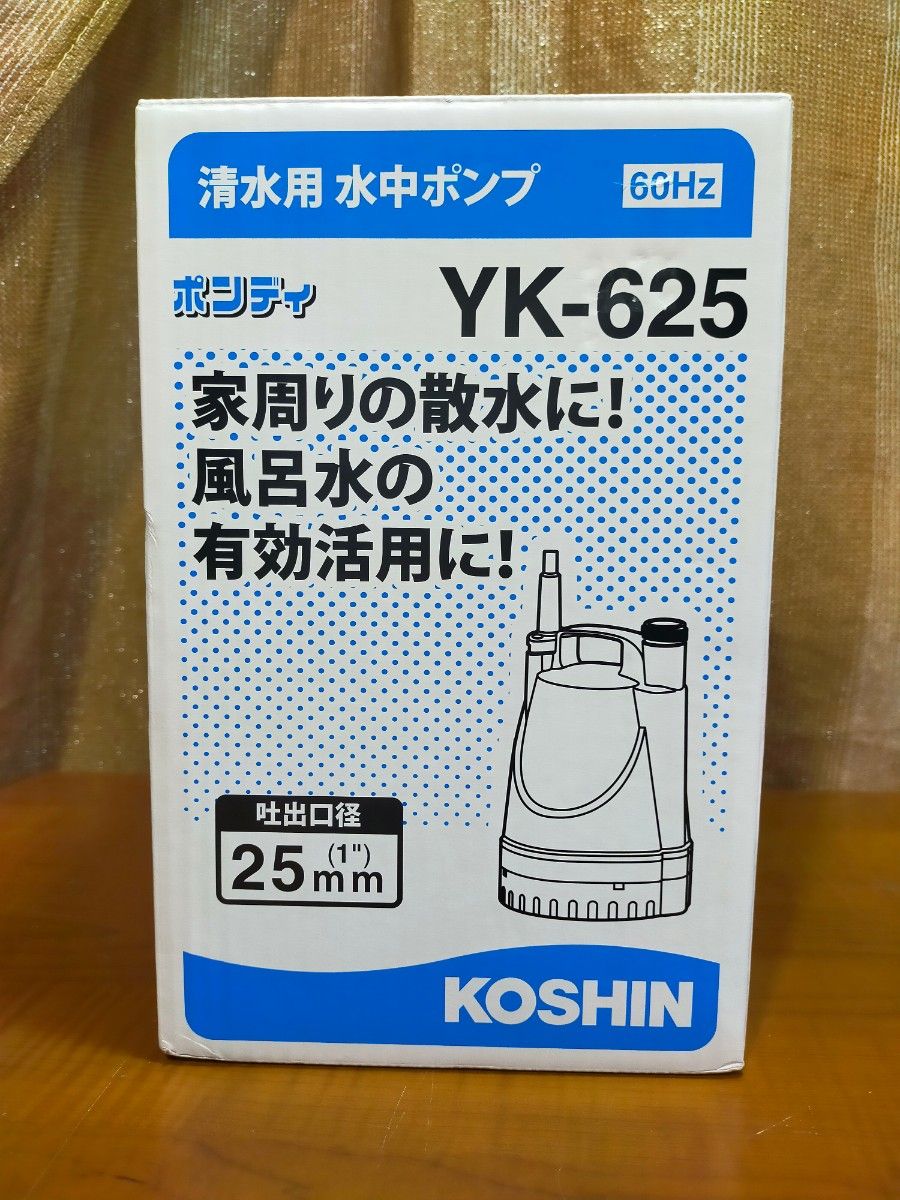 清水用 水中ポンプ 60Hz
ポンディ YK-625
家周りの散水に!
風呂水の
有効活用に!
吐出口径
25mm (1")
KOSHIN